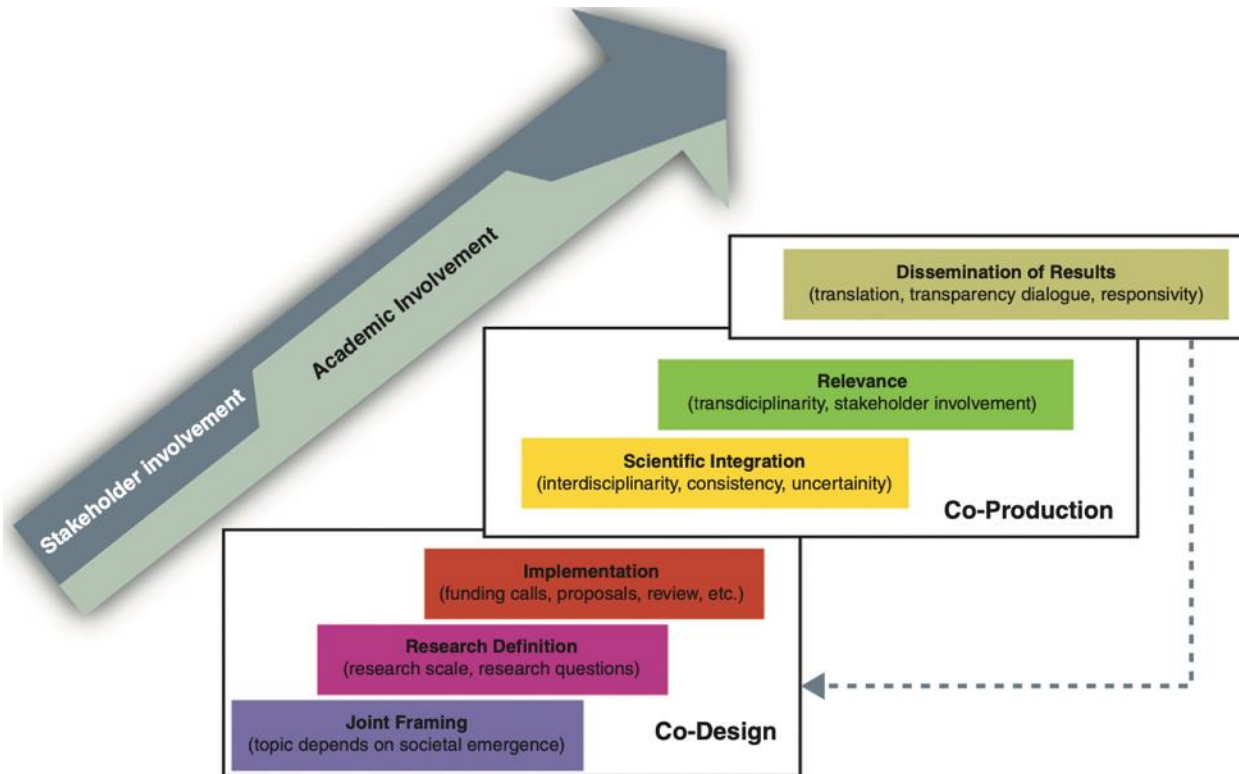 Stakeholder involvement
Academic Involvement
Dissemination of Results
(translation, transparency dialogue, responsivity)
Relevance
(transdiciplinarity, stakeholder involvement)
Scientific Integration
(interdisciplinarity, consistency, uncertainity)
Co-Production
Implementation
(funding calls, proposals, review, etc.)
Research Definition
(research scale, research questions)
Joint Framing
(topic depends on societal emergence)
Co-Design